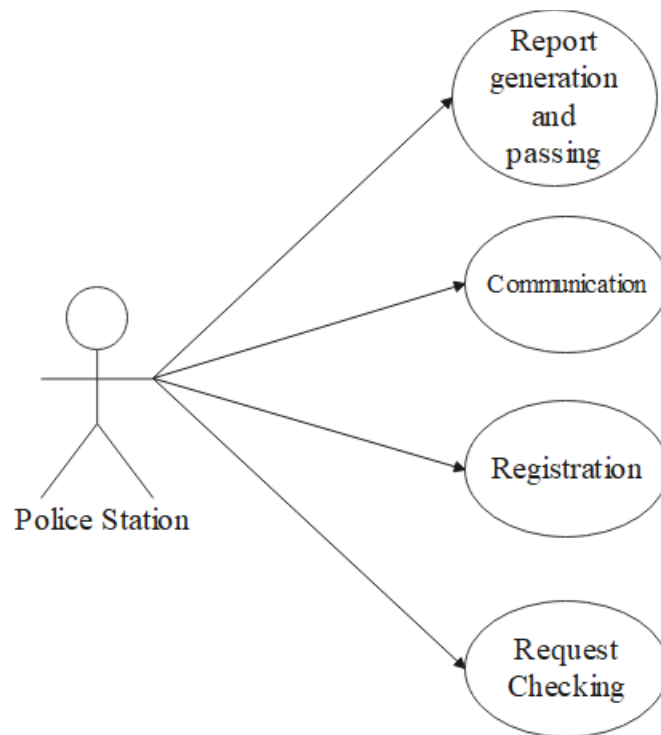 Report
generation
and
passing
Communication
Registration
Police Station
Request
Checking